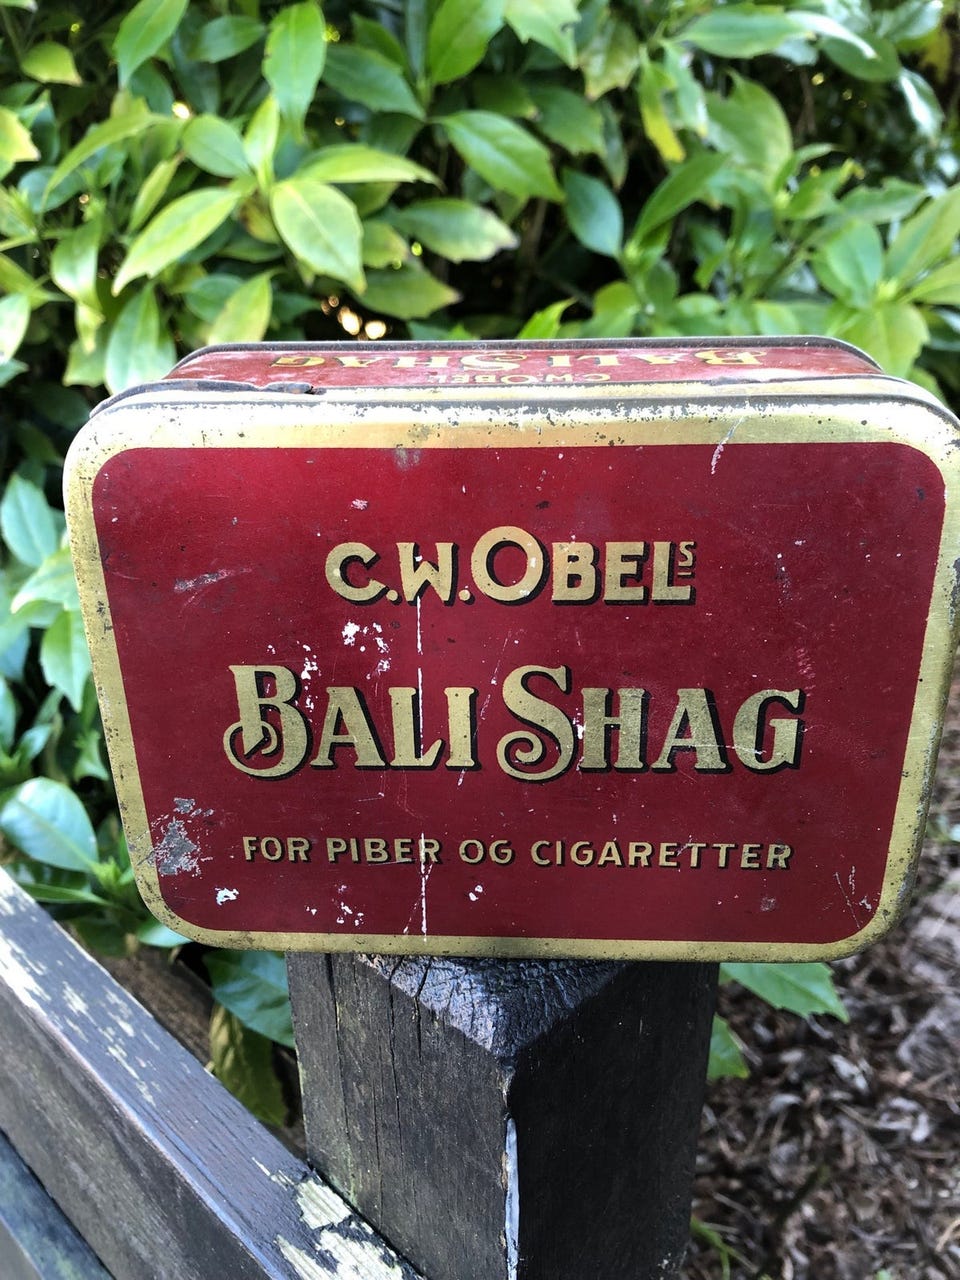 BALI SHAG
C.W.OBEL
C.W.OBELS
BALI SHAG
FOR PIBER OG CIGARETTER